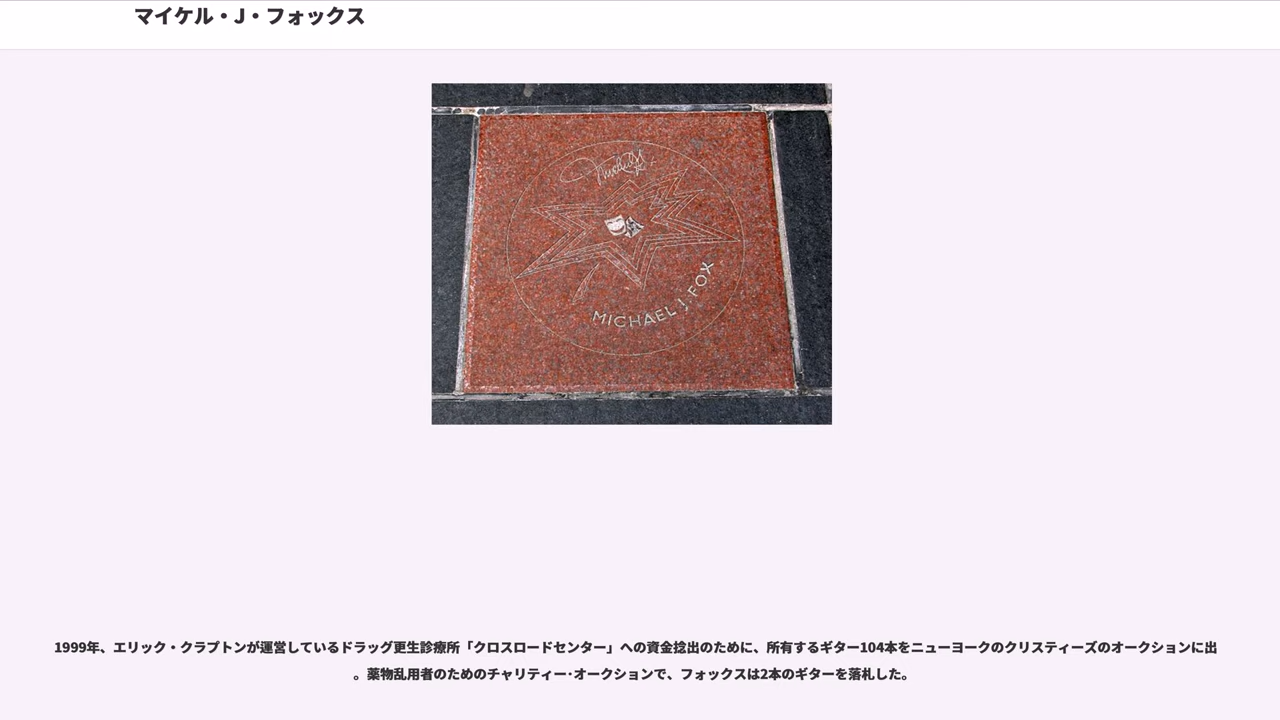 マイケル・J・フォックス
MICHAEL J. FOX
1999年、エリック・クラプトンが運営しているドラッグ更生診療所「クロスロードセンター」への資金捻出のために、所有するギター104本をニューヨークのクリスティーズのオークションに出
。薬物乱用者のためのチャリティー·オークションで、フォックスは2本のギターを落札した。